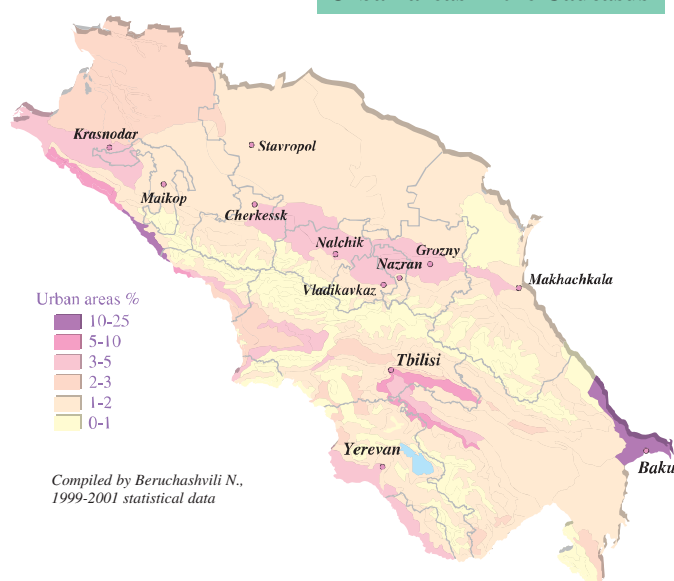 Krasnodar
Stavropol
Maikop
Cherkessk
Nalchik
Grozny
Nazran
Vladikavkaz
Makhachkala
Urban areas %
10-25
5-10
3-5
2-3
1-2
0-1
Tbilisi
Yerevan
Baku
Compiled by Beruchashvili N.,
1999-2001 statistical data